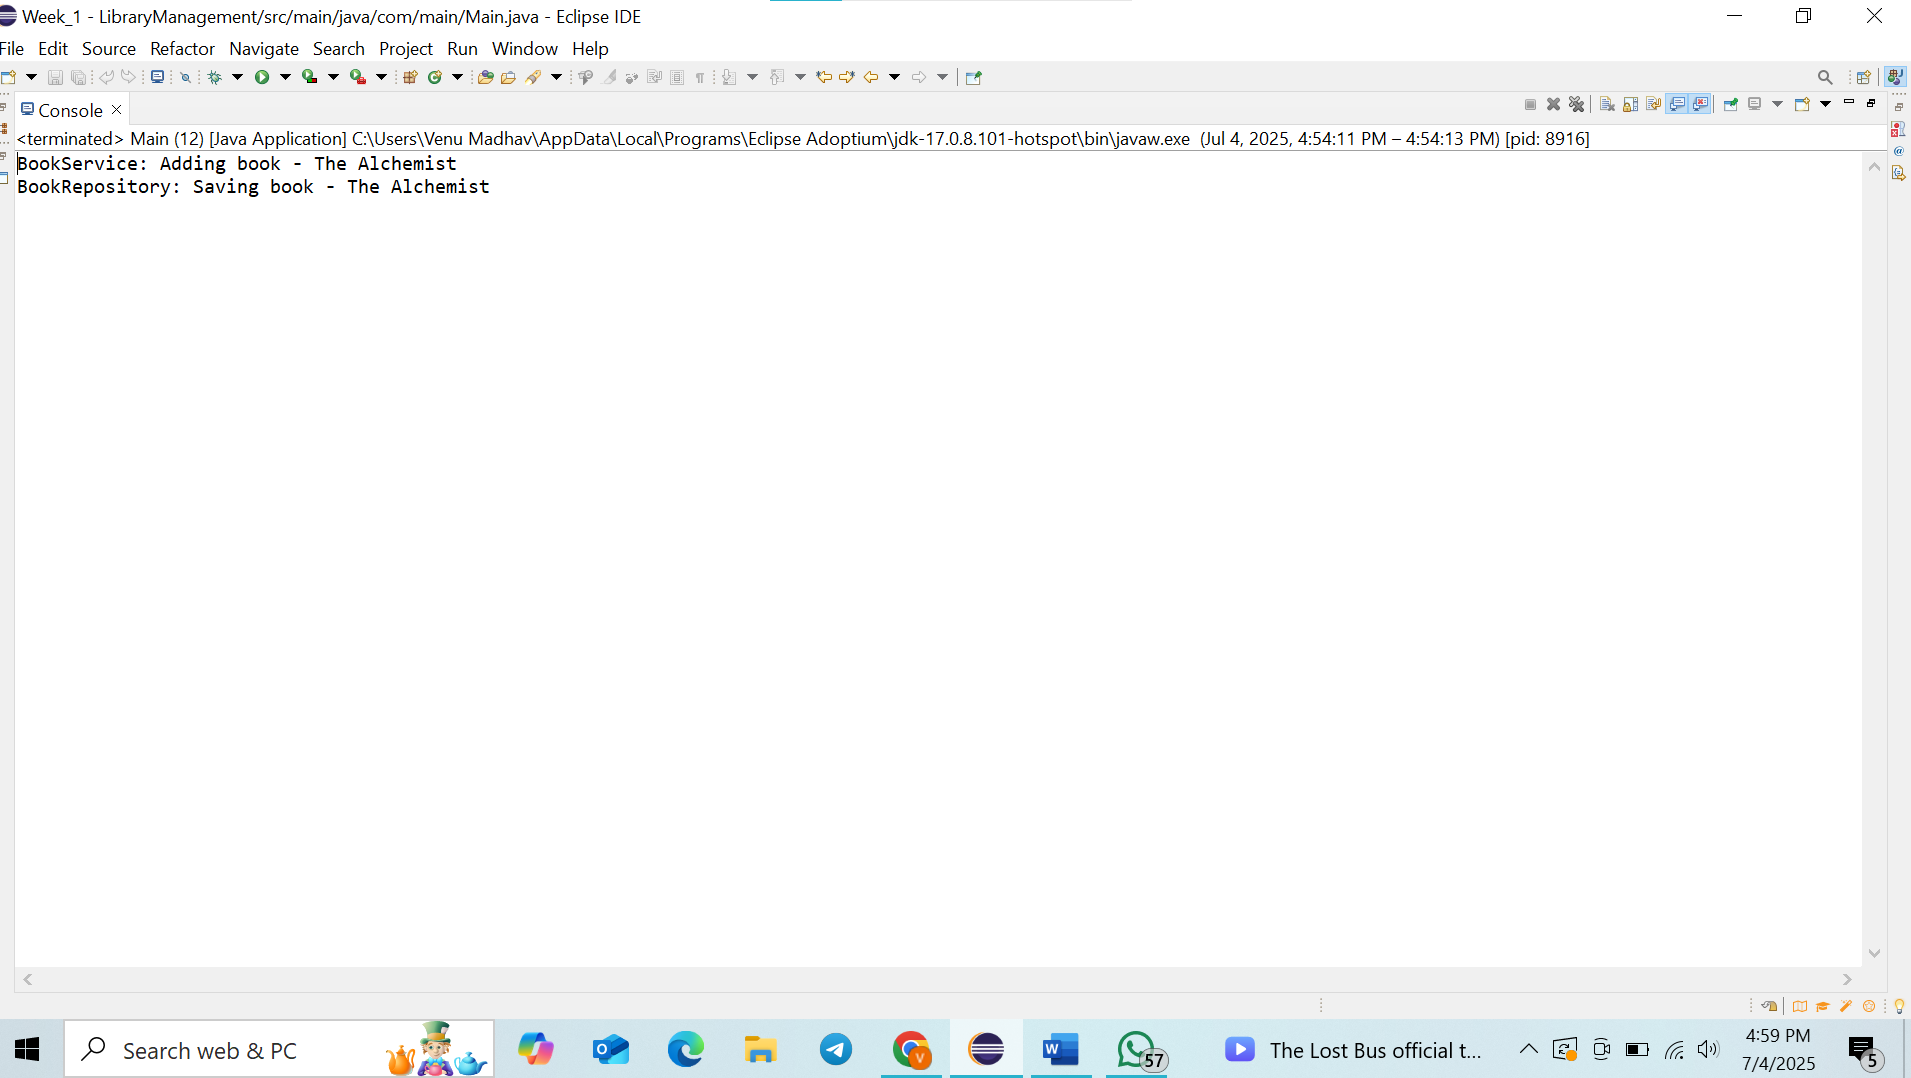 Week_1 - LibraryManagement/src/main/java/com/main/Main.java - Eclipse IDE
File Edit Source Refactor Navigate Search Project Run Window Help
Console
<terminated> Main (12) [Java Application] C:\Users\Venu Madhav\AppData\Local\Programs\Eclipse Adoptium\jdk-17.0.8.101-hotspot\bin\javaw.exe (Jul 4, 2025, 4:54:11 PM – 4:54:13 PM) [pid: 8916]
BookService: Adding book - The Alchemist
BookRepository: Saving book - The Alchemist
Search web & PC
57
The Lost Bus official t...
4:59 PM
7/4/2025
5